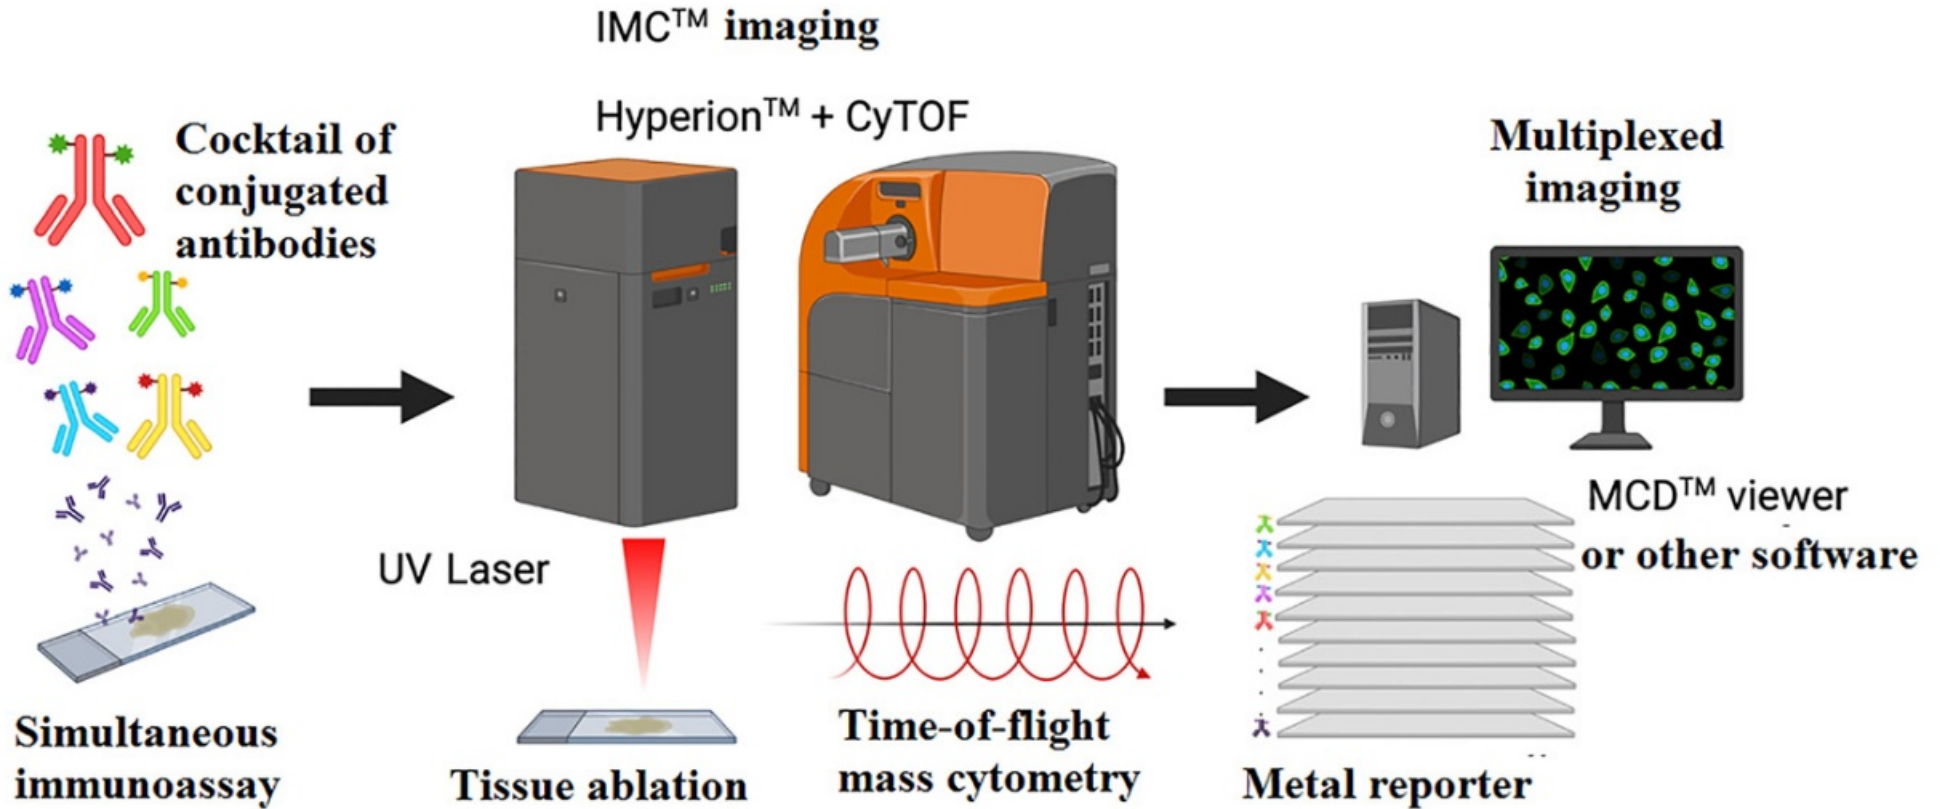 IMC™ imaging
Hyperion™ + CyTOF
Cocktail of
conjugated
antibodies
Multiplexed
imaging
UV Laser
MCD™ viewer
or other software
Simultaneous
immunoassay
Tissue ablation
Time-of-flight
mass cytometry
Metal reporter